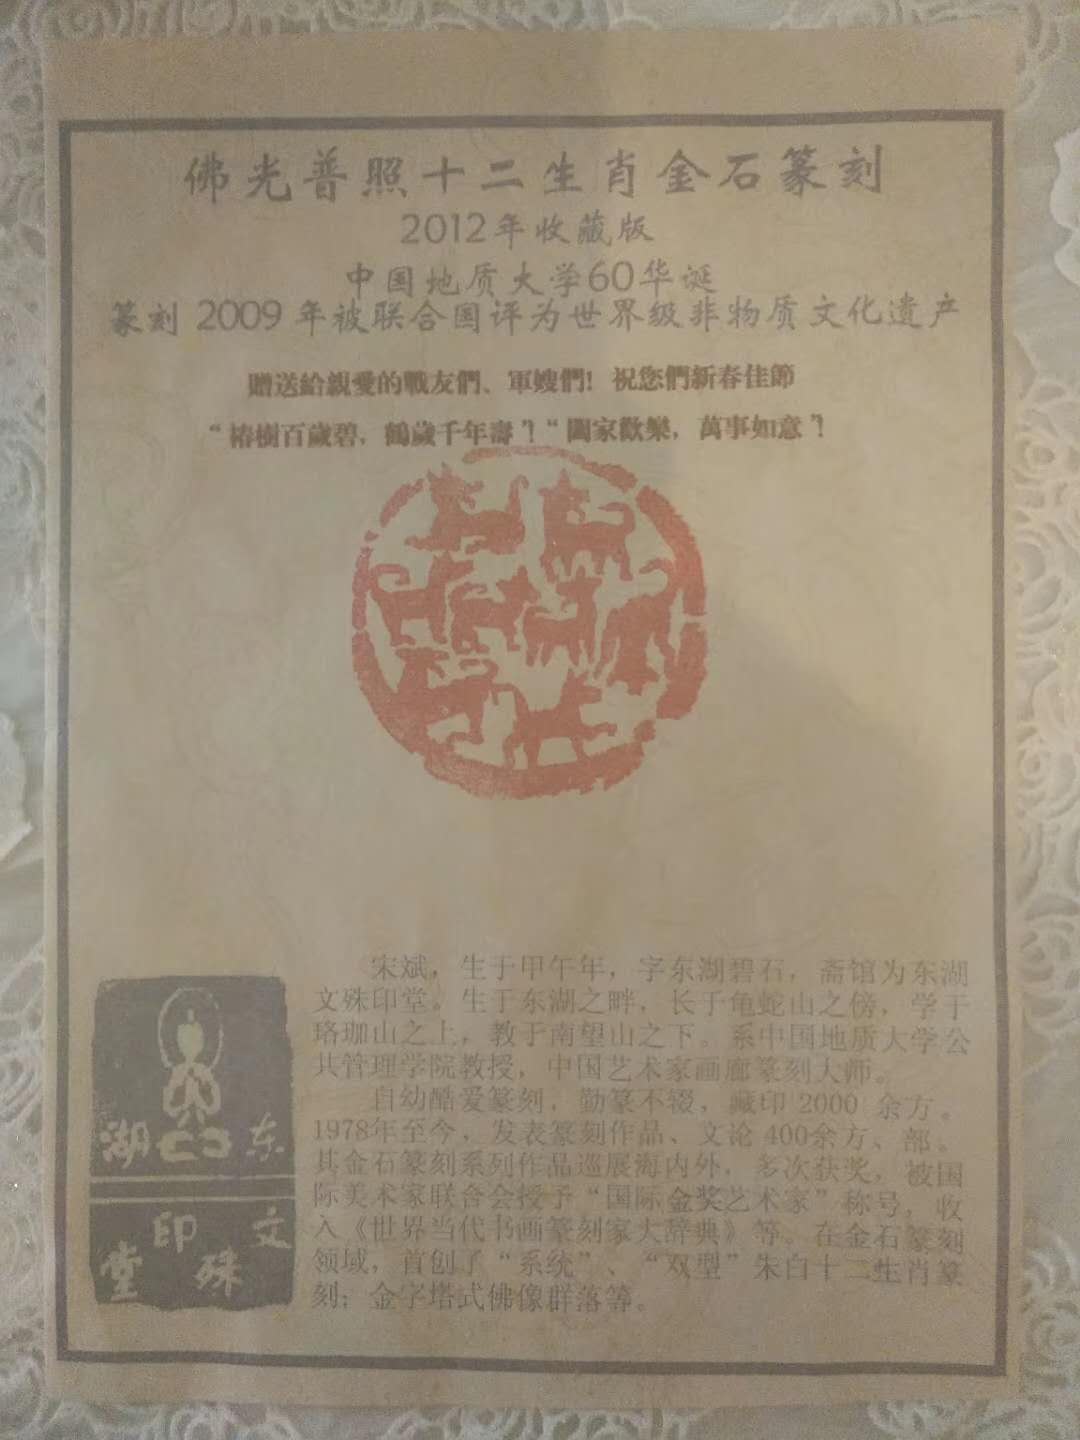 佛光普照十二生肖金石篆刻
2012年收藏版
中国地质大学60华诞
篆刻 2009 年被联合国评为世界级非物质文化遗产
贈送給親愛的戰友們、軍嫂們！祝您們新春佳節
“椿樹百歲碧，鶴歲千年壽”！“闔家歡樂，萬事如意”！
宋斌，生于甲午年，字东湖碧石，斋馆为东湖
文殊印堂。生于东湖之畔，长于龟蛇山之傍，学于
珞珈山之上，教于南望山之下。系中国地质大学公
共管理学院教授，中国艺术家画廊篆刻大师。
自幼酷爱篆刻，勤篆不辍，藏印 2000 余方。
1978年至今，发表篆刻作品、文论 400余方、部。
其金石篆刻系列作品巡展海内外，多次获奖，被国
际美术家联合会授予“国际金奖艺术家”称号，收
入《世界当代书画篆刻家大辞典》等。在金石篆刻
领域，首创了“系统”、“双型”朱白十二生肖篆
刻；金字塔式佛像群落等。
东湖
文殊印堂